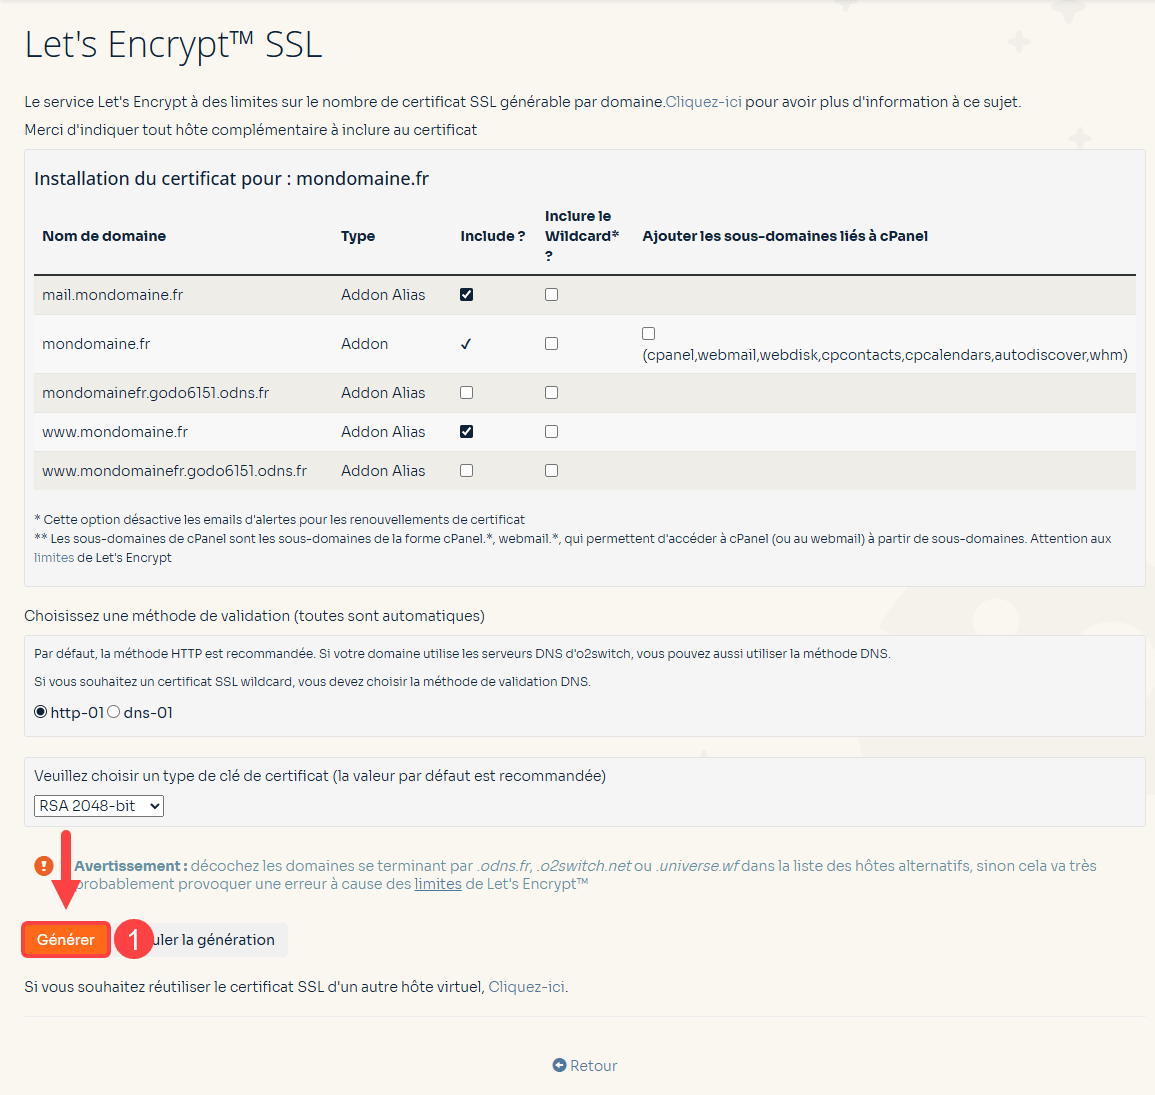 Let's Encrypt™ SSL
Le service Let's Encrypt à des limites sur le nombre de certificat SSL générable par domaine.Cliquez-ici pour avoir plus d'information à ce sujet.
Merci d'indiquer tout hôte complémentaire à inclure au certificat
Installation du certificat pour : mondomaine.fr
Nom de domaine Type Include ? Inclure le Wildcard* ? Ajouter les sous-domaines liés à cPanel
mail.mondomaine.fr Addon Alias
mondomaine.fr Addon ✓ (cpanel,webmail,webdisk,cpcontacts,cpcalendars,autodiscover,whm)
mondomainefr.godo6151.odns.fr Addon Alias
www.mondomaine.fr Addon Alias
www.mondomainefr.godo6151.odns.fr Addon Alias
* Cette option désactive les emails d'alertes pour les renouvellements de certificat
** Les sous-domaines de cPanel sont les sous-domaines de la forme cPanel.*, webmail.*, qui permettent d'accéder à cPanel (ou au webmail) à partir de sous-domaines. Attention aux
limites de Let's Encrypt
Choisissez une méthode de validation (toutes sont automatiques)
Par défaut, la méthode HTTP est recommandée. Si votre domaine utilise les serveurs DNS d'o2switch, vous pouvez aussi utiliser la méthode DNS.
Si vous souhaitez un certificat SSL wildcard, vous devez choisir la méthode de validation DNS.
http-01 dns-01
Veuillez choisir un type de clé de certificat (la valeur par défaut est recommandée)
RSA 2048-bit
Avertissement : décochez les domaines se terminant par .odns.fr, .o2switch.net ou .universe.wf dans la liste des hôtes alternatifs, sinon cela va très
probablement provoquer une erreur à cause des limites de Let's Encrypt™
Générer 1 uler la génération
Si vous souhaitez réutiliser le certificat SSL d'un autre hôte virtuel, Cliquez-ici.
Retour